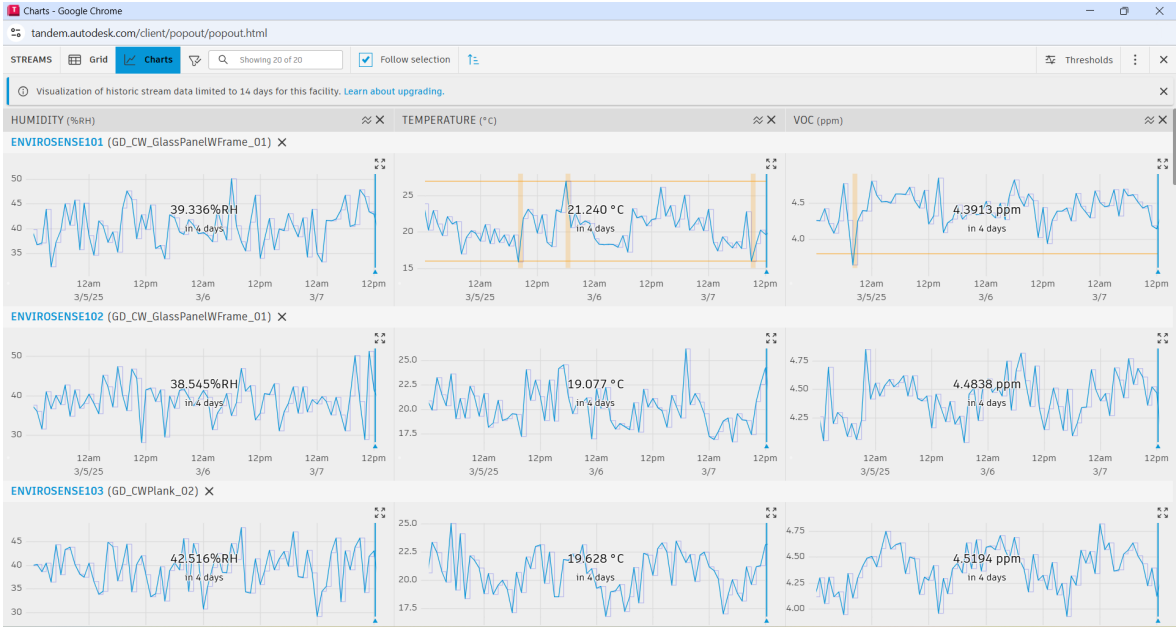 Charts - Google Chrome
tandem.autodesk.com/client/popout/popout.html
STREAMS Grid Charts Showing 20 of 20 Follow selection Thresholds
Visualization of historic stream data limited to 14 days for this facility. Learn about upgrading.
HUMIDITY (%RH) TEMPERATURE (°C) VOC (ppm)
ENVIROSENSE101 (GD_CW_GlassPanelWFrame_01)
50
45
40
35
39.336%RH
in 4 days
12am 12pm 12am 12pm 12am 12pm
3/5/25 3/6 3/7
25
20
15
21.240 °C
in 4 days
12am 12pm 12am 12pm 12am 12pm
3/5/25 3/6 3/7
4.5
4.0
4.3913 ppm
in 4 days
12am 12pm 12am 12pm 12am 12pm
3/5/25 3/6 3/7
ENVIROSENSE102 (GD_CW_GlassPanelWFrame_01)
50
40
30
38.545%RH
in 4 days
12am 12pm 12am 12pm 12am 12pm
3/5/25 3/6 3/7
25.0
22.5
20.0
17.5
19.077 °C
in 4 days
12am 12pm 12am 12pm 12am 12pm
3/5/25 3/6 3/7
4.75
4.50
4.25
4.4838 ppm
in 4 days
12am 12pm 12am 12pm 12am 12pm
3/5/25 3/6 3/7
ENVIROSENSE103 (GD_CWPlank_02)
45
40
35
30
42.516%RH
in 4 days
25.0
22.5
20.0
17.5
19.628 °C
in 4 days
4.75
4.50
4.25
4.00
4.5194 ppm
in 4 days